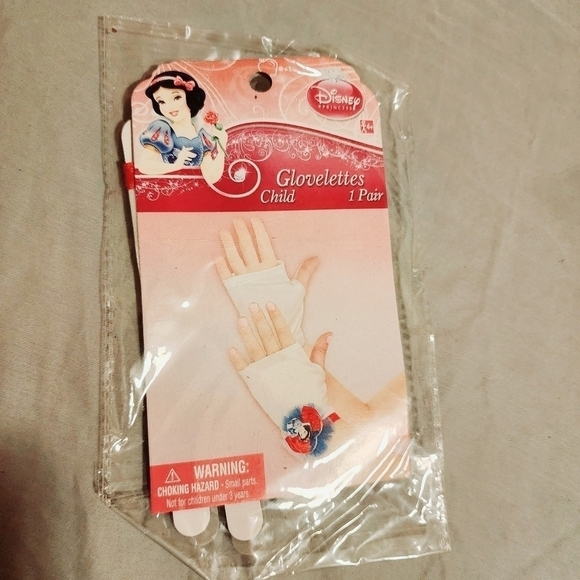 Disney
PRINCESS
Glovelettes
Child 1 Pair
WARNING:
CHOKING HAZARD - Small parts.
Not for children under 3 years.